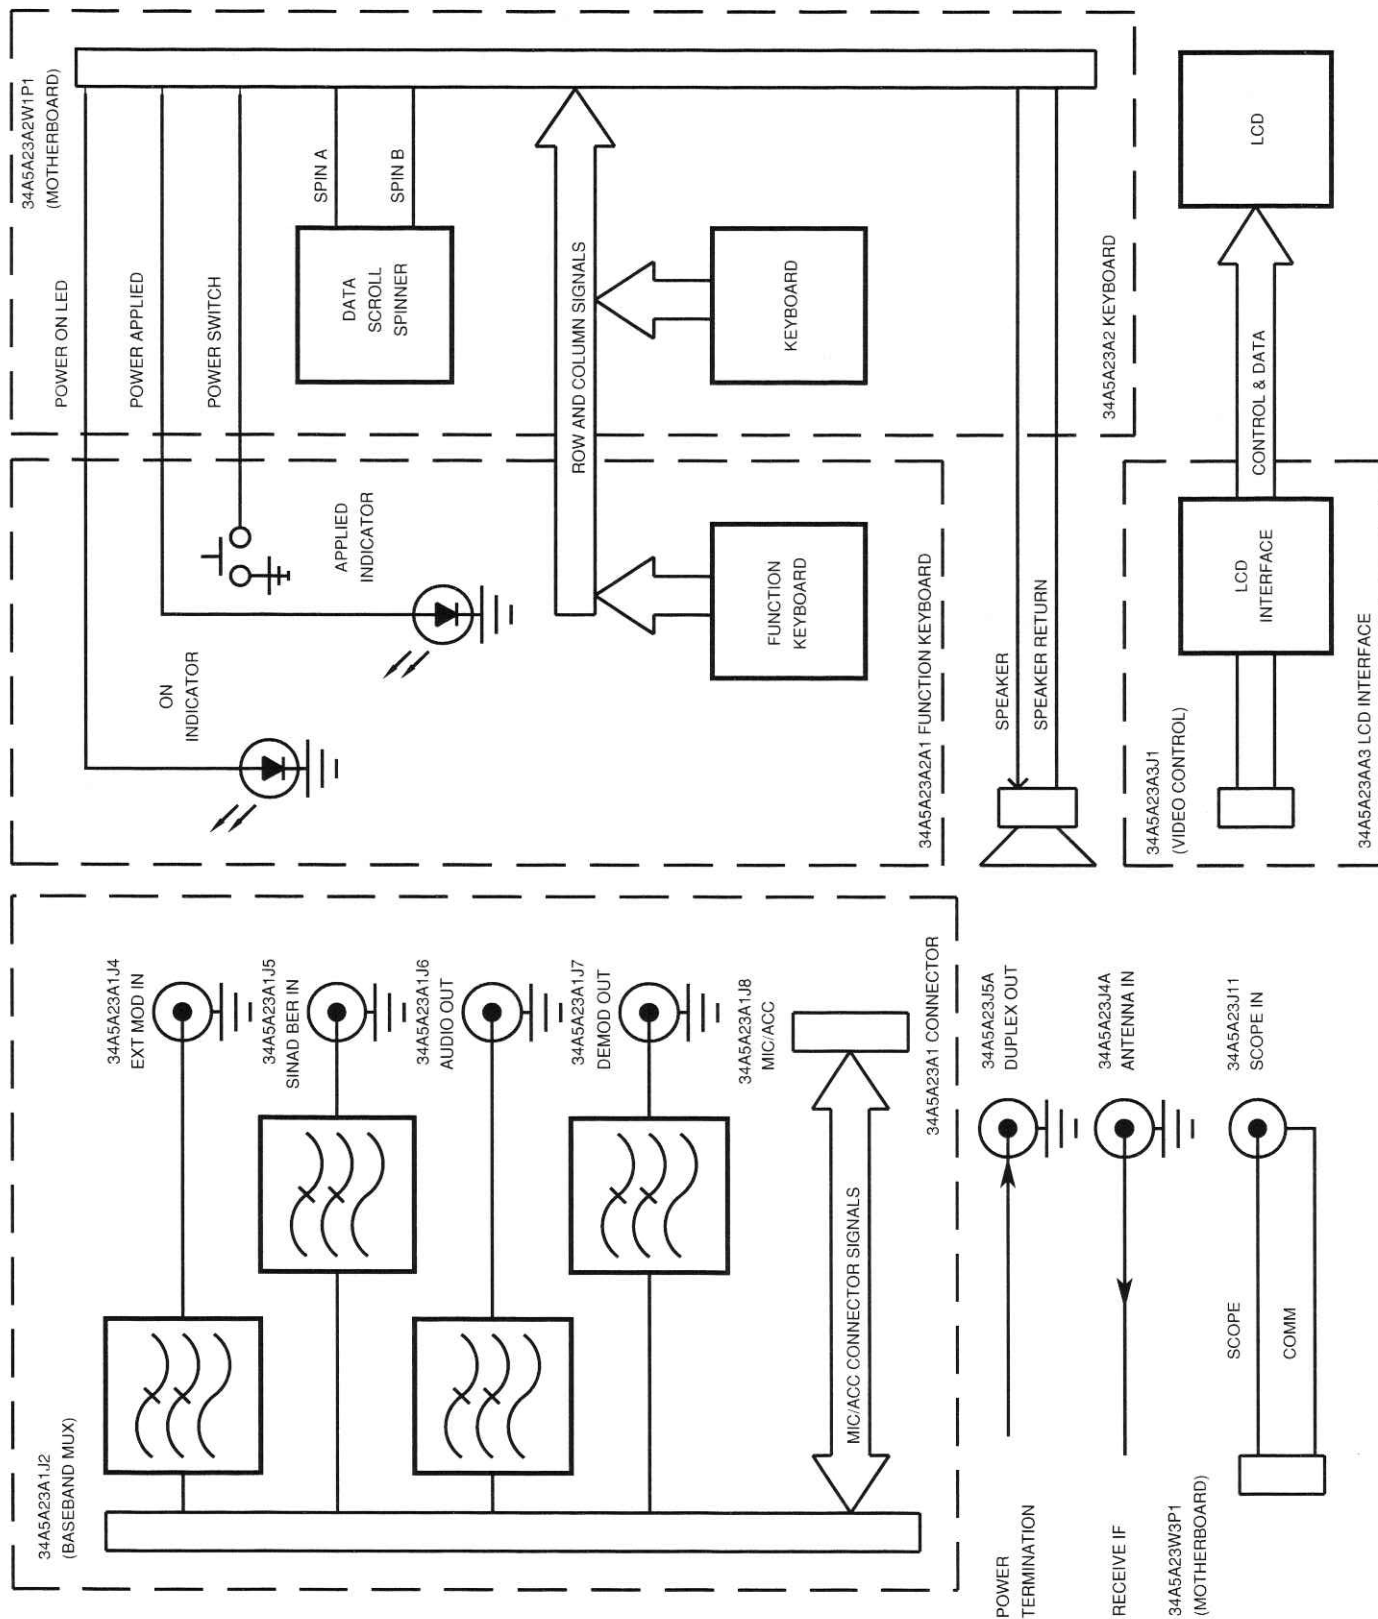 34A5A23A1J2
(BASEBAND MUX)
34A5A23A1J4
EXT MOD IN
34A5A23A1J5
SINAD BER IN
34A5A23A1J6
AUDIO OUT
34A5A23A1J7
DEMOD OUT
34A5A23A1J8
MIC/ACC
MIC/ACC CONNECTOR SIGNALS
34A5A23A1 CONNECTOR
POWER
TERMINATION
34A5A23J5A
DUPLEX OUT
RECEIVE IF
34A5A23J4A
ANTENNA IN
34A5A23W3P1
(MOTHERBOARD)
SCOPE
COMM
34A5A23J11
SCOPE IN
34A5A23A2W1P1
(MOTHERBOARD)
POWER ON LED
POWER APPLIED
POWER SWITCH
ON
INDICATOR
APPLIED
INDICATOR
SPIN A
SPIN B
DATA
SCROLL
SPINNER
ROW AND COLUMN SIGNALS
FUNCTION
KEYBOARD
KEYBOARD
34A5A23A2A1 FUNCTION KEYBOARD
34A5A23A2 KEYBOARD
SPEAKER
SPEAKER RETURN
34A5A23A3J1
(VIDEO CONTROL)
LCD
INTERFACE
CONTROL & DATA
LCD
34A5A23AA3 LCD INTERFACE